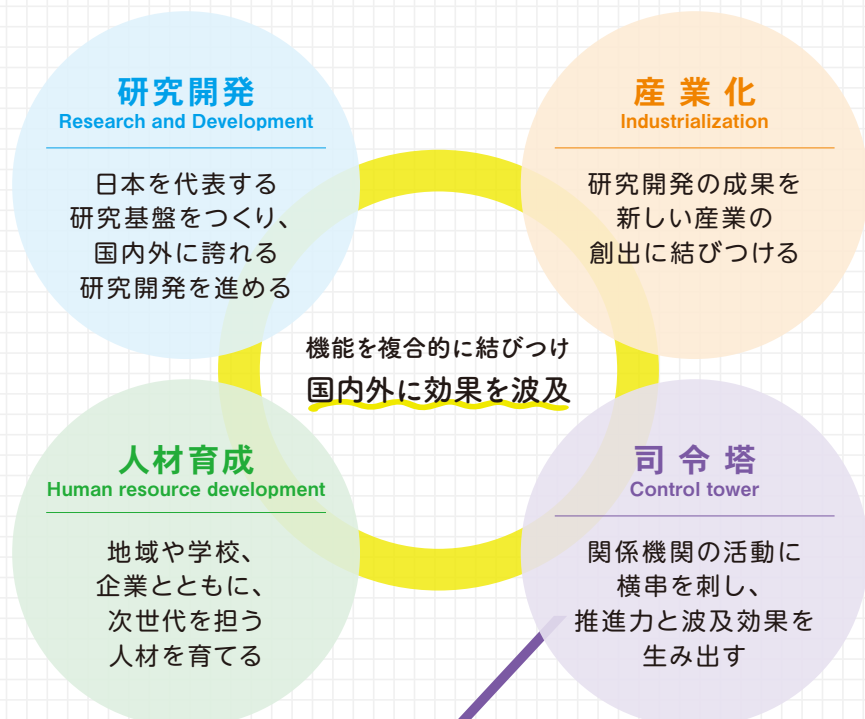 研究開発
Research and Development
日本を代表する
研究基盤をつくり、
国内外に誇れる
研究開発を進める
産業化
Industrialization
研究開発の成果を
新しい産業の
創出に結びつける
機能を複合的に結びつけ
国内外に効果を波及
人材育成
Human resource development
地域や学校、
企業とともに、
次世代を担う
人材を育てる
司令塔
Control tower
関係機関の活動に
横串を刺し、
推進力と波及効果を
生み出す